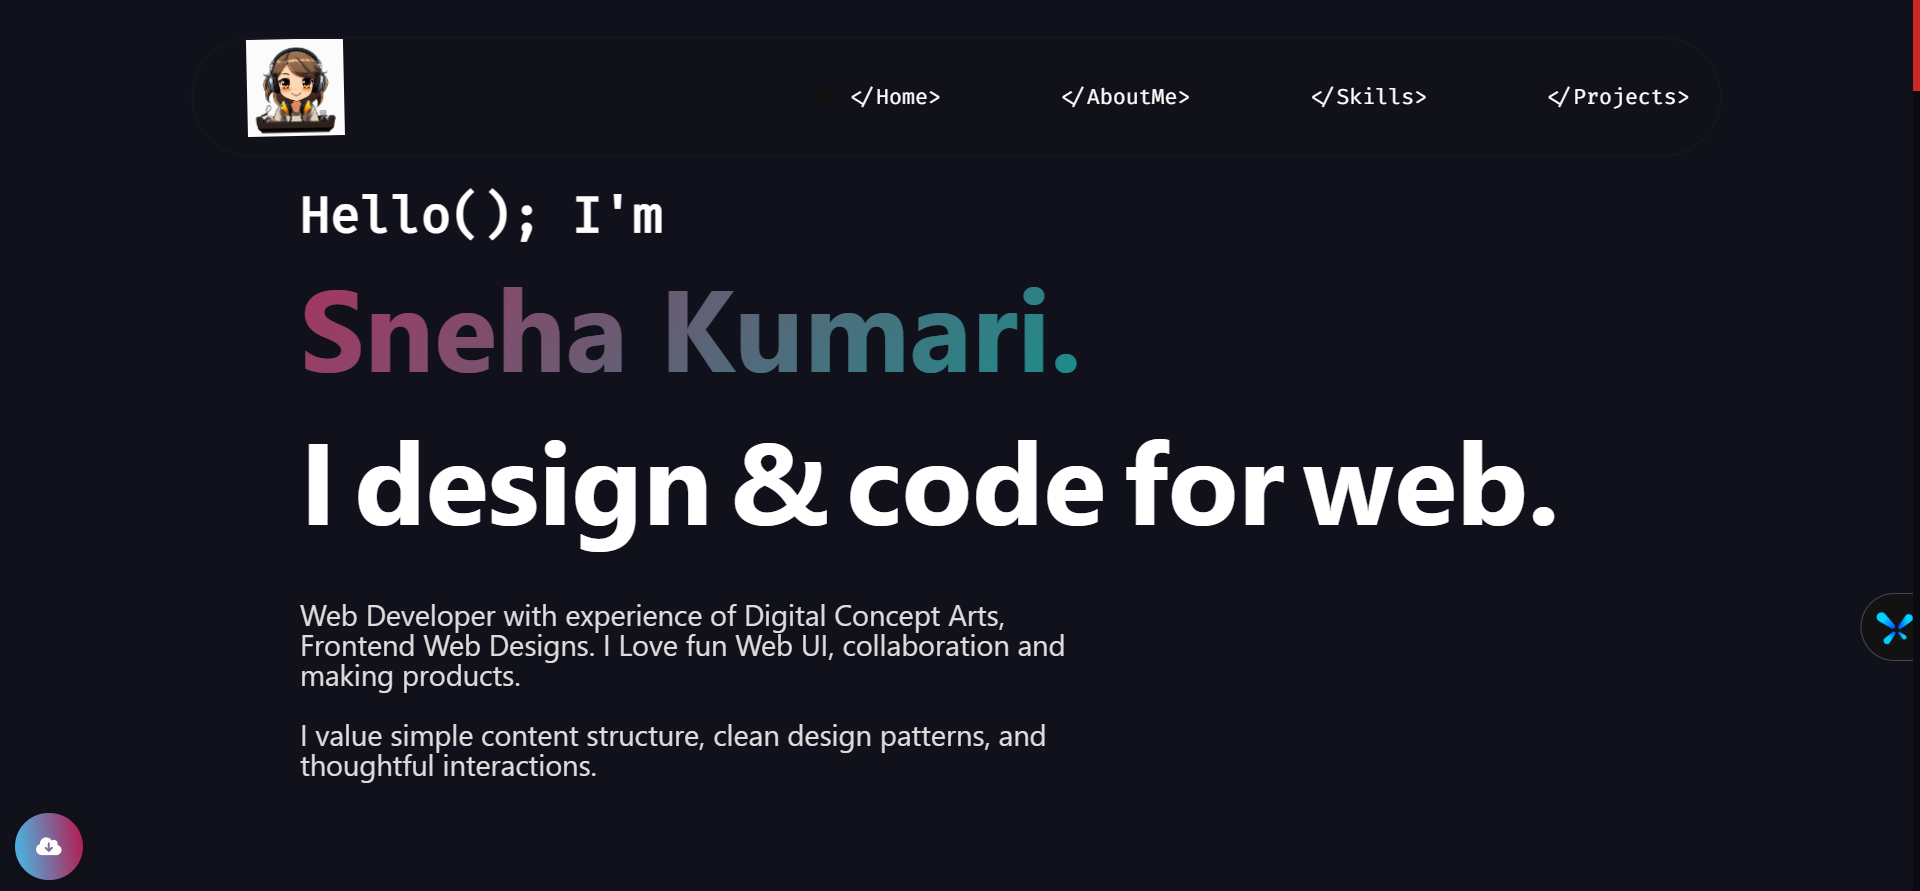 </Home> </AboutMe> </Skills> </Projects>
Hello(); I'm
Sneha Kumari.
I design & code for web.
Web Developer with experience of Digital Concept Arts,
Frontend Web Designs. I Love fun Web UI, collaboration and
making products.
I value simple content structure, clean design patterns, and
thoughtful interactions.